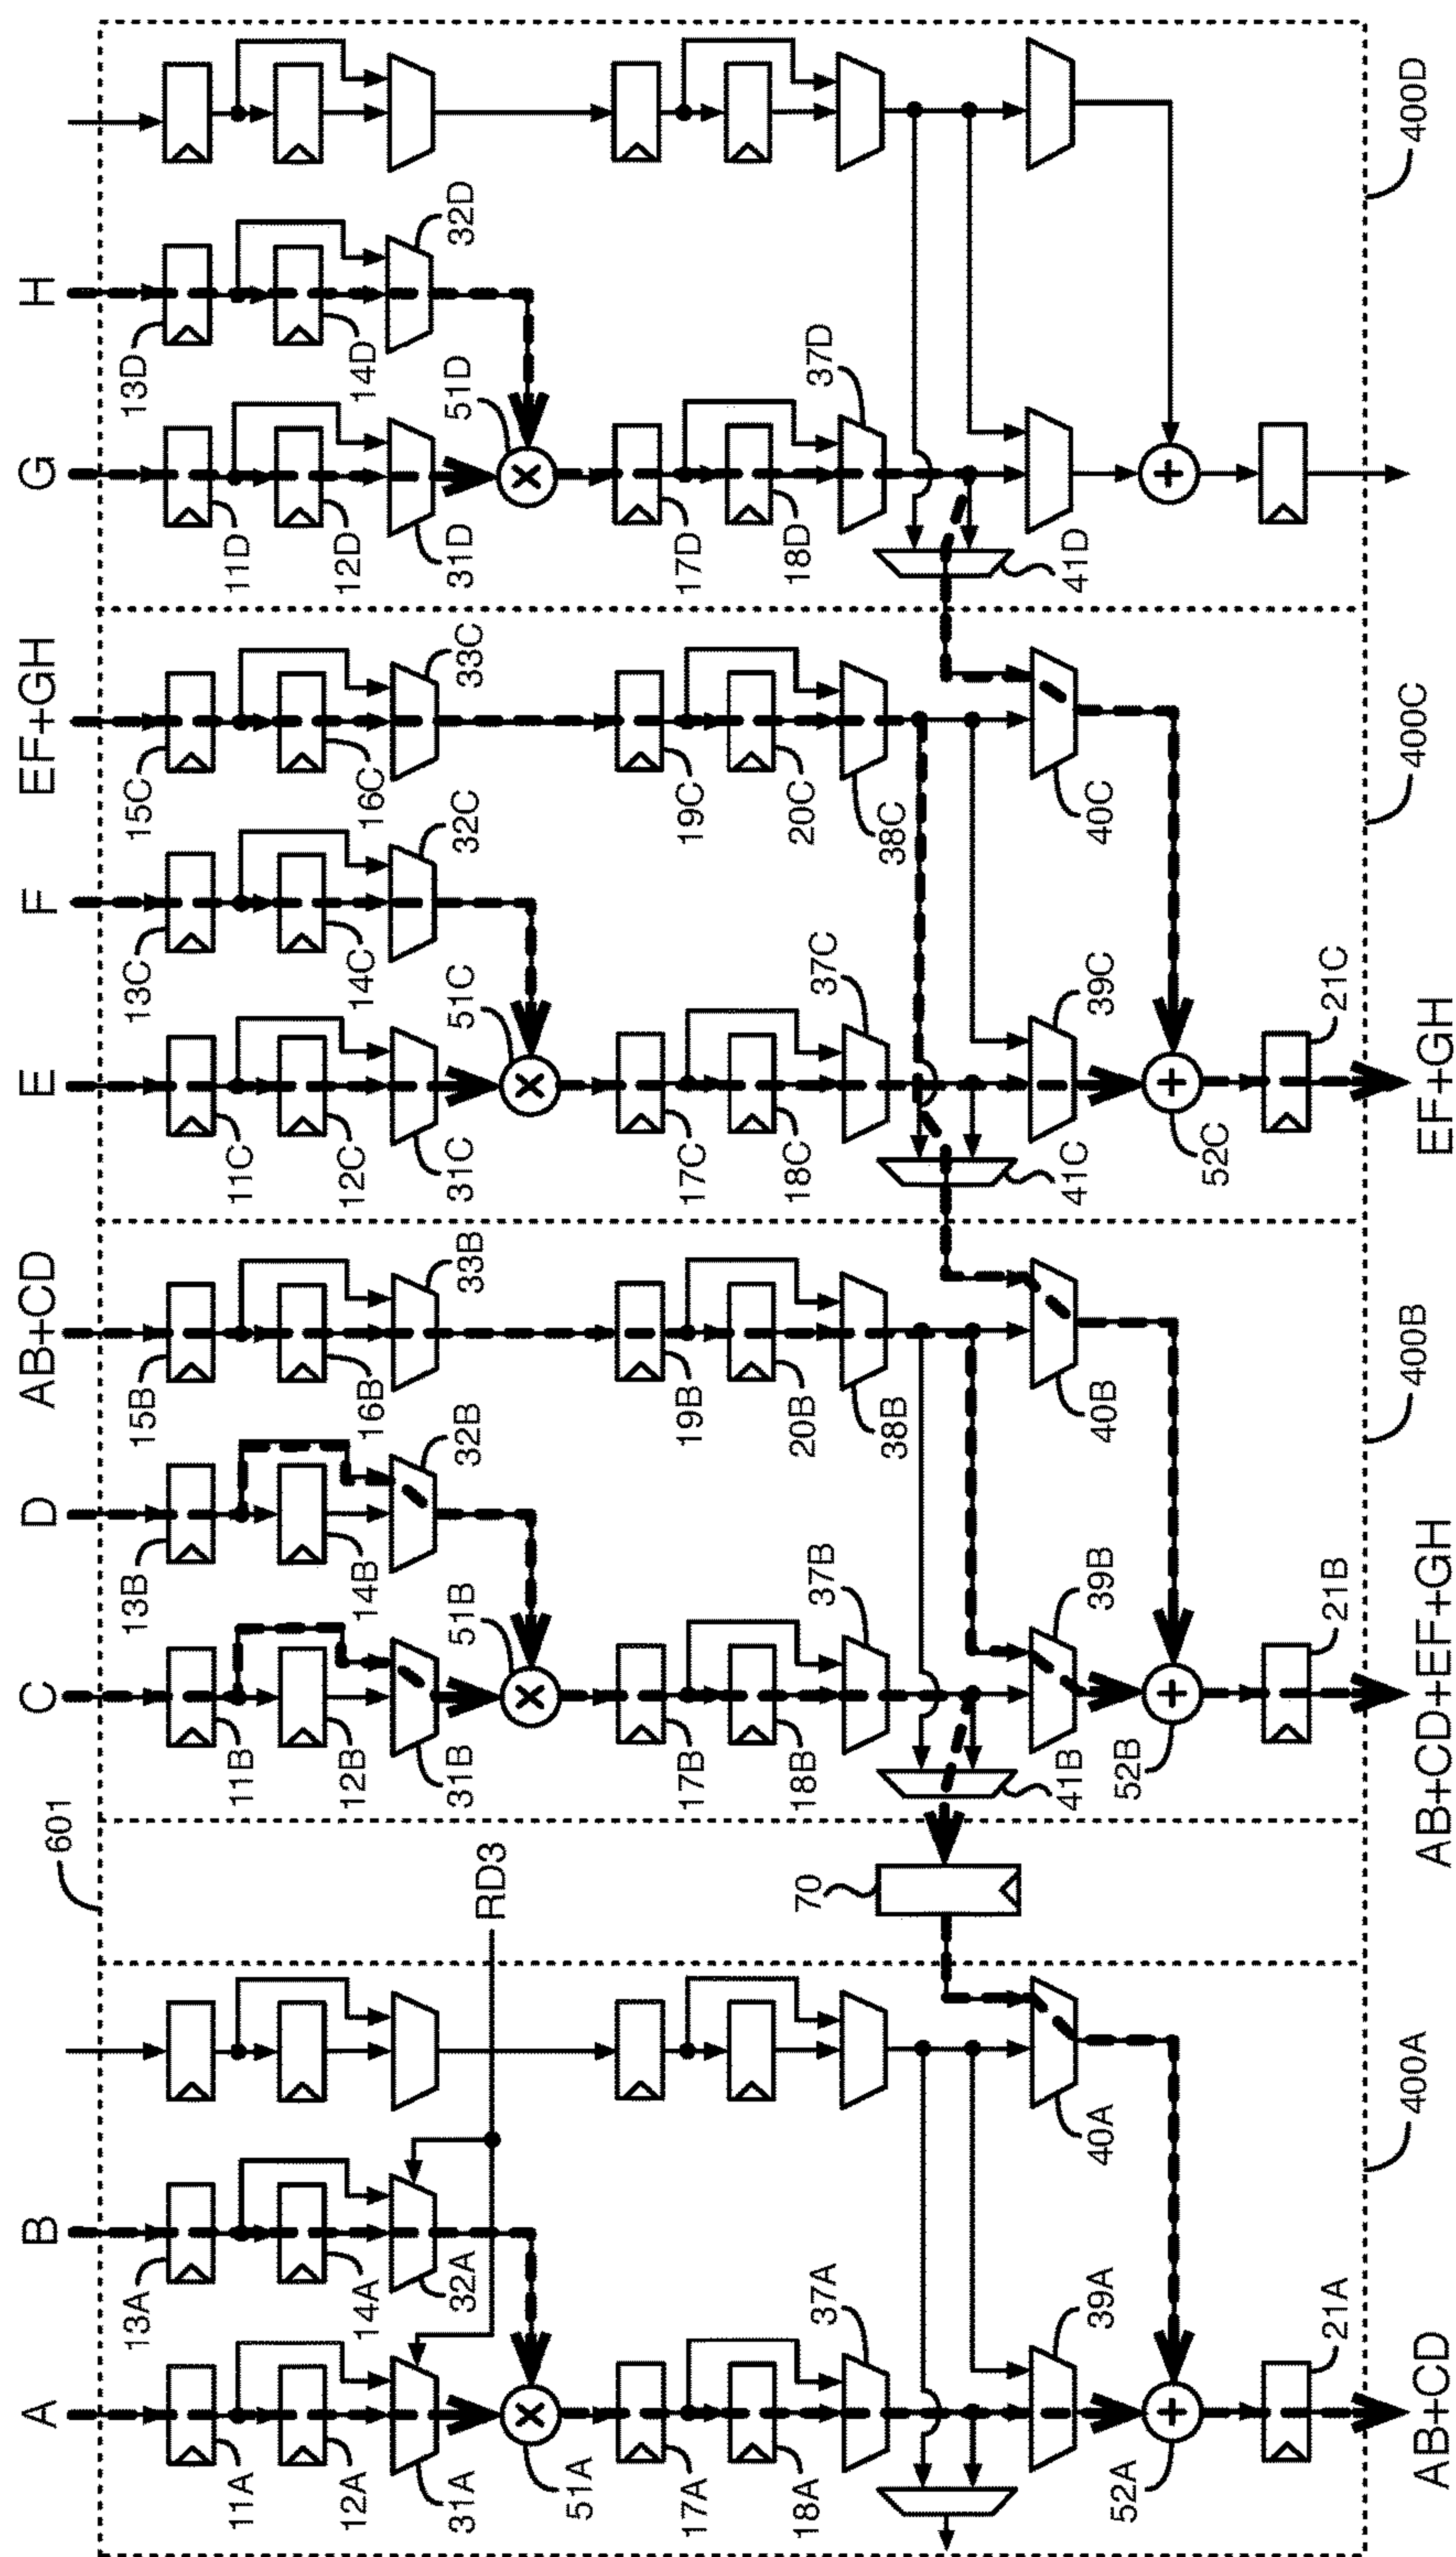 H
G
13D
14D
32D
11D
12D
31D
51D
17D
18D
37D
41D
400D
EF+GH
F
E
15C
16C
33C
13C
14C
32C
11C
12C
31C
51C
19C
20C
38C
17C
18C
37C
41C
40C
39C
52C
21C
400C
EF+GH
AB+CD
D
C
15B
16B
33B
13B
14B
32B
11B
12B
31B
51B
19B
20B
38B
17B
18B
37B
41B
40B
39B
52B
21B
400B
AB+CD+EF+GH
601
RD3
70
B
A
13A
14A
32A
11A
12A
31A
51A
17A
18A
37A
40A
39A
52A
21A
400A
AB+CD